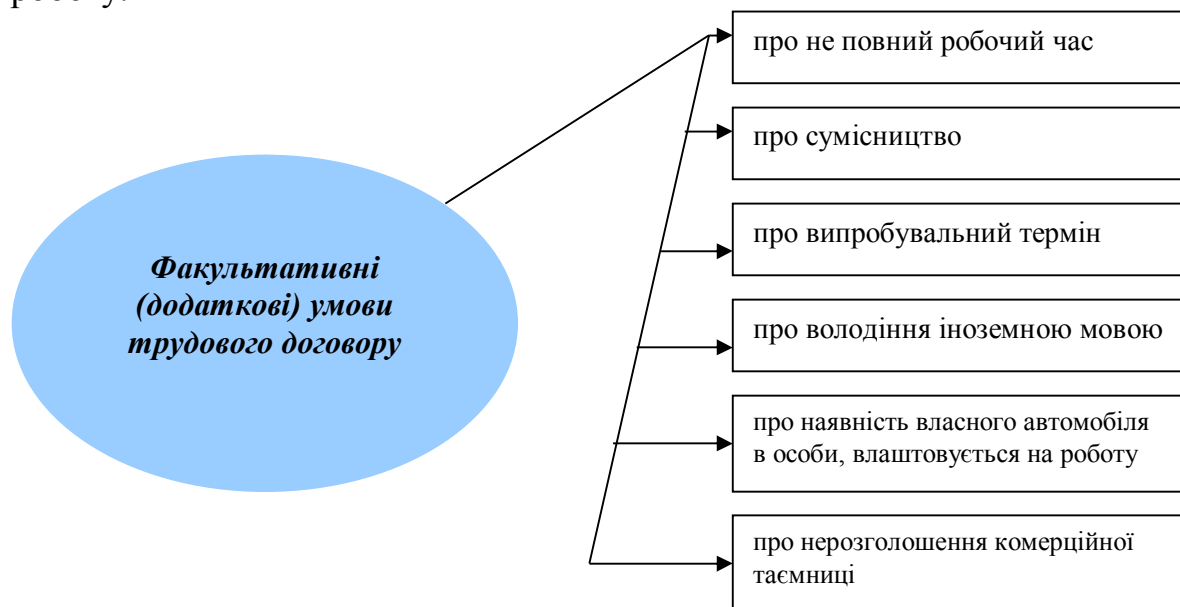 Факультативні
(додаткові) умови
трудового договору
про не повний робочий час
про сумісництво
про випробувальний термін
про володіння іноземною мовою
про наявність власного автомобіля
в особи, влаштовується на роботу
про нерозголошення комерційної
таємниці